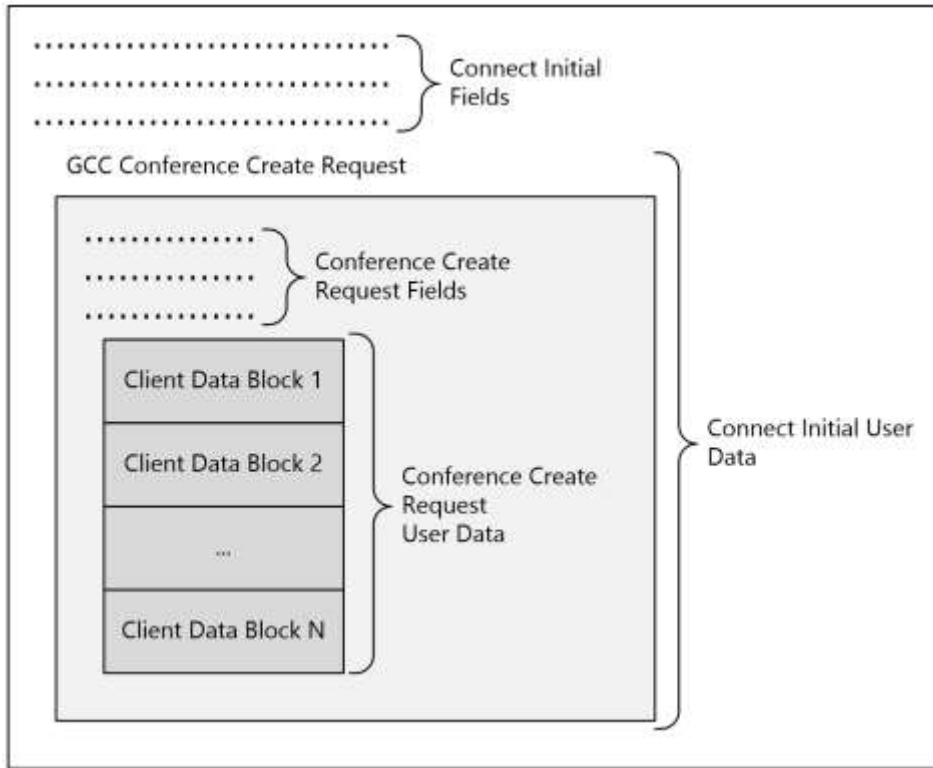 Connect Initial
Fields
GCC Conference Create Request
Conference Create
Request Fields
Client Data Block 1
Client Data Block 2
...
Client Data Block N
Conference Create
Request
User Data
Connect Initial User
Data